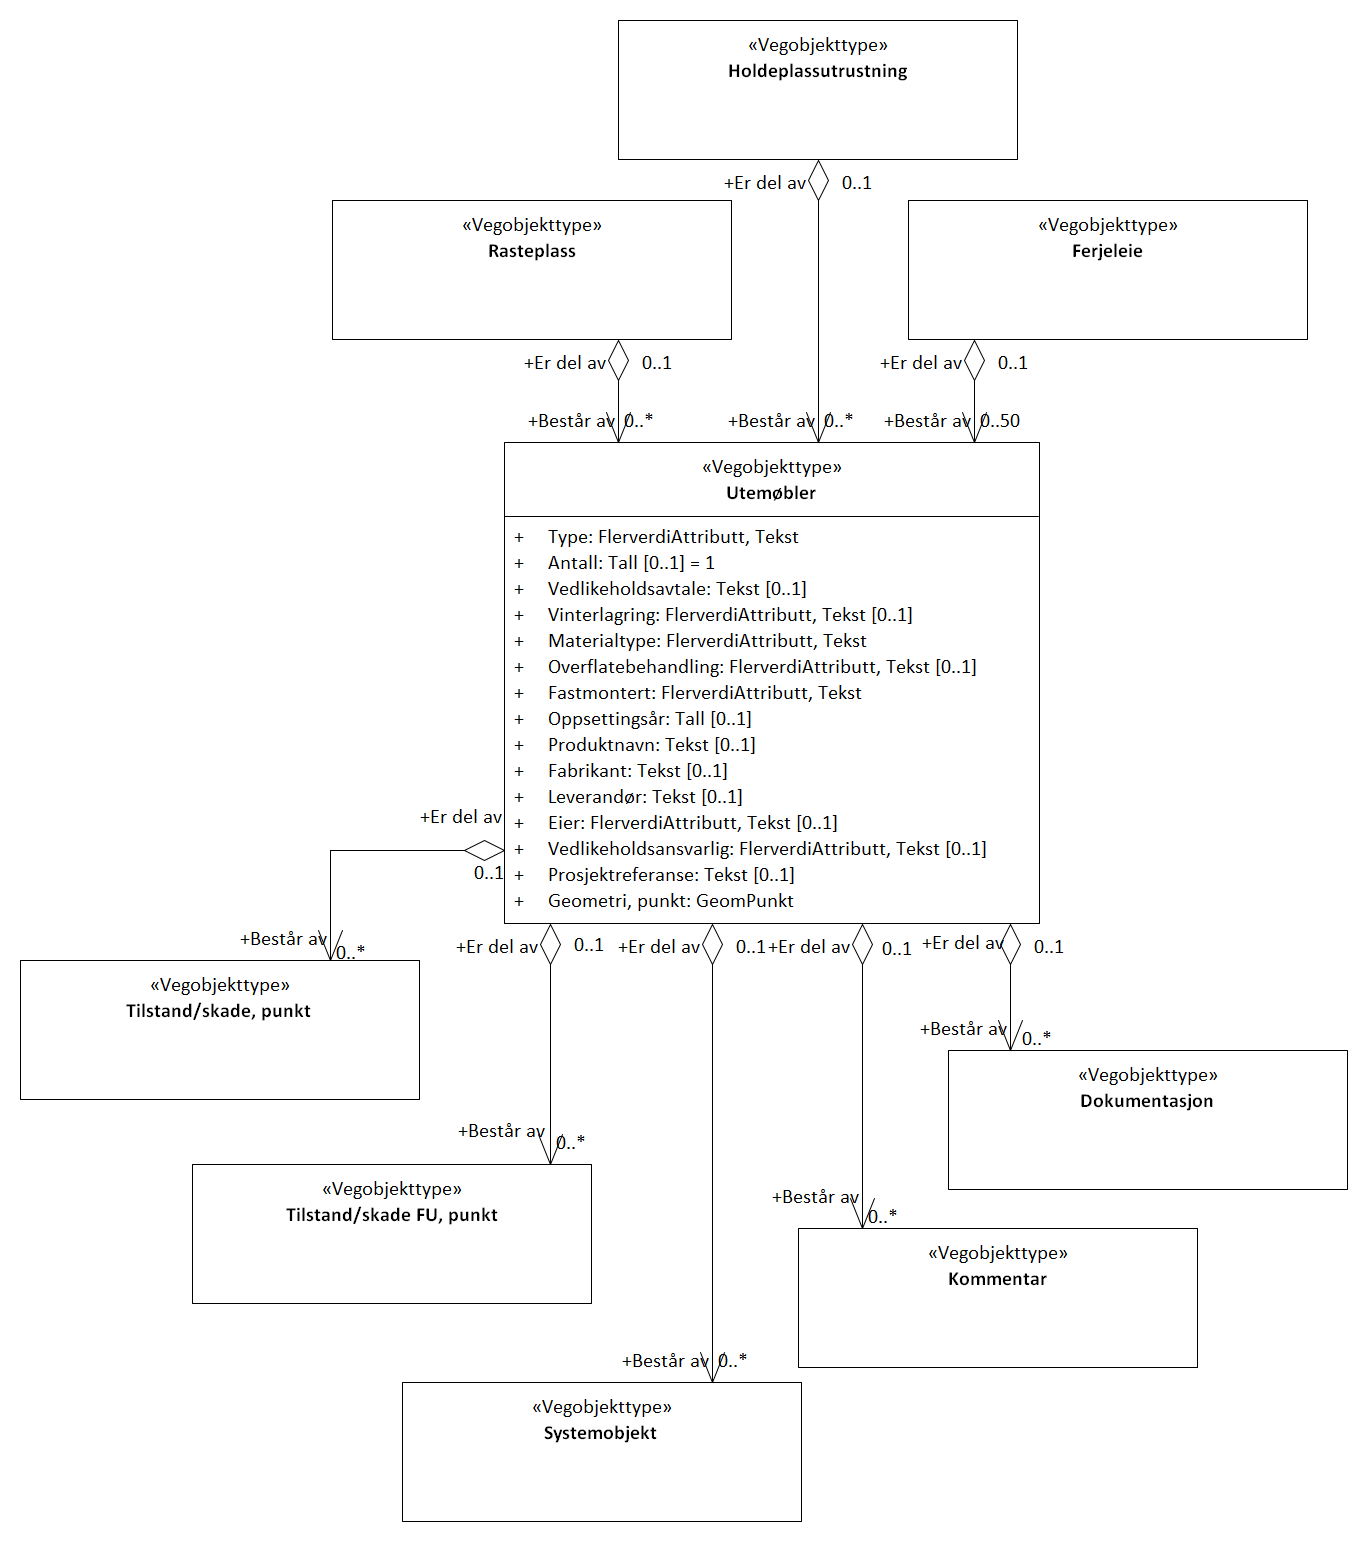 «Vegobjekttype»
Holdeplassutrustning
+Er del av 0..1
«Vegobjekttype»
Rasteplass
«Vegobjekttype»
Ferjeleie
+Er del av 0..1
+Er del av 0..1
+Består av 0..*
+Består av 0..*
+Består av 0..50
«Vegobjekttype»
Utemøbler
+ Type: FlerverdiAttributt, Tekst
+ Antall: Tall [0..1] = 1
+ Vedlikeholdsavtale: Tekst [0..1]
+ Vinterlagring: FlerverdiAttributt, Tekst [0..1]
+ Materialtype: FlerverdiAttributt, Tekst
+ Overflatebehandling: FlerverdiAttributt, Tekst [0..1]
+ Fastmontert: FlerverdiAttributt, Tekst
+ Oppsettingsår: Tall [0..1]
+ Produktnavn: Tekst [0..1]
+ Fabrikant: Tekst [0..1]
+ Leverandør: Tekst [0..1]
+ Eier: FlerverdiAttributt, Tekst [0..1]
+ Vedlikeholdsansvarlig: FlerverdiAttributt, Tekst [0..1]
+ Prosjektreferanse: Tekst [0..1]
+ Geometri, punkt: GeomPunkt
+Er del av
0..1
+Består av
0..*
«Vegobjekttype»
Tilstand/skade, punkt
+Er del av 0..1
+Er del av 0..1
+Er del av 0..1
+Er del av 0..1
+Består av 0..*
«Vegobjekttype»
Dokumentasjon
+Består av 0..*
«Vegobjekttype»
Tilstand/skade FU, punkt
+Består av 0..*
«Vegobjekttype»
Kommentar
+Består av 0..*
«Vegobjekttype»
Systemobjekt